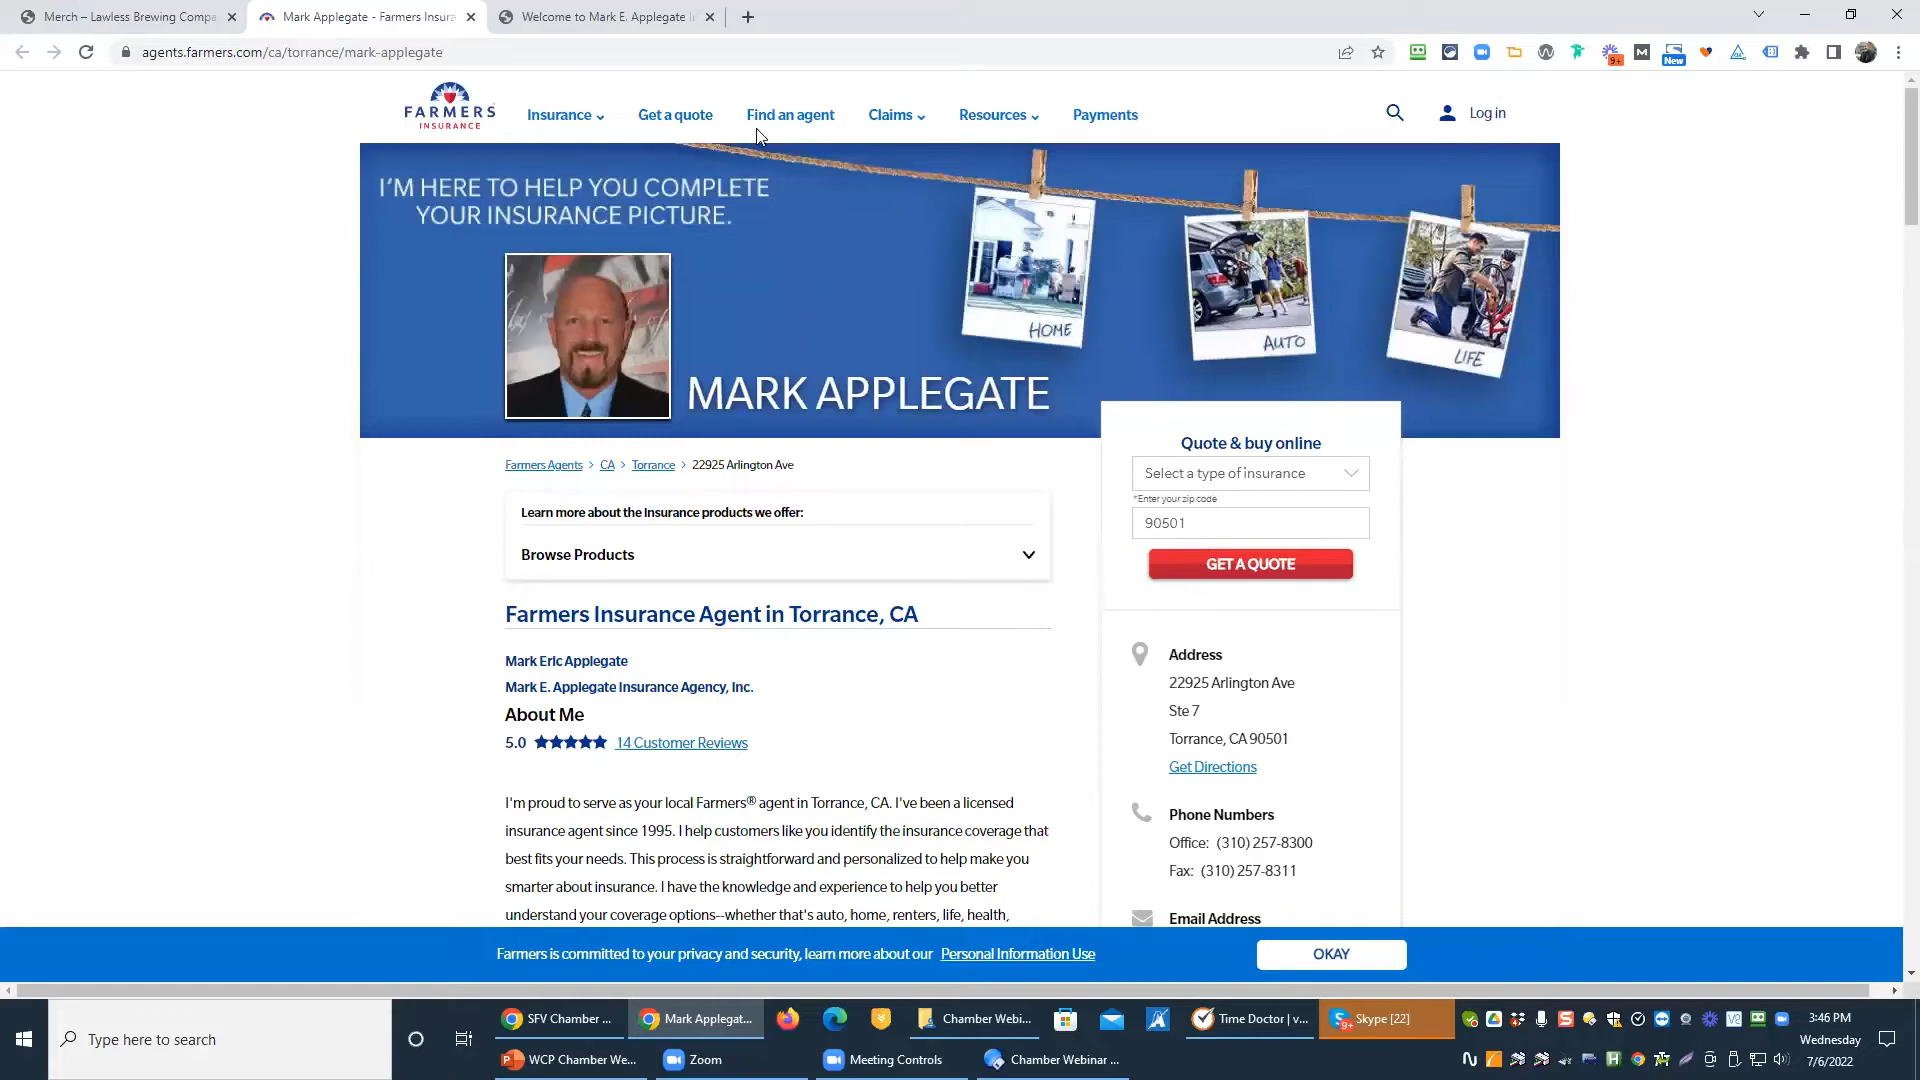 Merch – Lawless Brewing Compa
Mark Applegate - Farmers Insura
Welcome to Mark E. Applegate I
agents.farmers.com/ca/torrance/mark-applegate
9+
New
FARMERS
INSURANCE
Insurance
Get a quote
Find an agent
Claims
Resources
Payments
Log in
I'M HERE TO HELP YOU COMPLETE
YOUR INSURANCE PICTURE.
HOME
AUTO
LIFE
MARK APPLEGATE
Farmers Agents > CA > Torrance > 22925 Arlington Ave
Learn more about the Insurance products we offer:
Browse Products
Farmers Insurance Agent in Torrance, CA
Mark Eric Applegate
Mark E. Applegate Insurance Agency, Inc.
About Me
5.0 ★★★★★ 14 Customer Reviews
I'm proud to serve as your local Farmers® agent in Torrance, CA. I've been a licensed
insurance agent since 1995. I help customers like you identify the insurance coverage that
best fits your needs. This process is straightforward and personalized to help make you
smarter about insurance. I have the knowledge and experience to help you better
understand your coverage options--whether that's auto, home, renters, life, health,
Quote & buy online
Select a type of insurance
*Enter your zip code
90501
GET A QUOTE
Address
22925 Arlington Ave
Ste 7
Torrance, CA 90501
Get Directions
Phone Numbers
Office: (310) 257-8300
Fax: (310) 257-8311
Email Address
Farmers is committed to your privacy and security, learn more about our Personal Information Use
OKAY
Type here to search
SFV Chamber ...
Mark Applegat...
Chamber Webi...
Time Doctor | v...
Skype [22]
9+
WCP Chamber We...
Zoom
Meeting Controls
Chamber Webinar ...
3:46 PM
Wednesday
7/6/2022